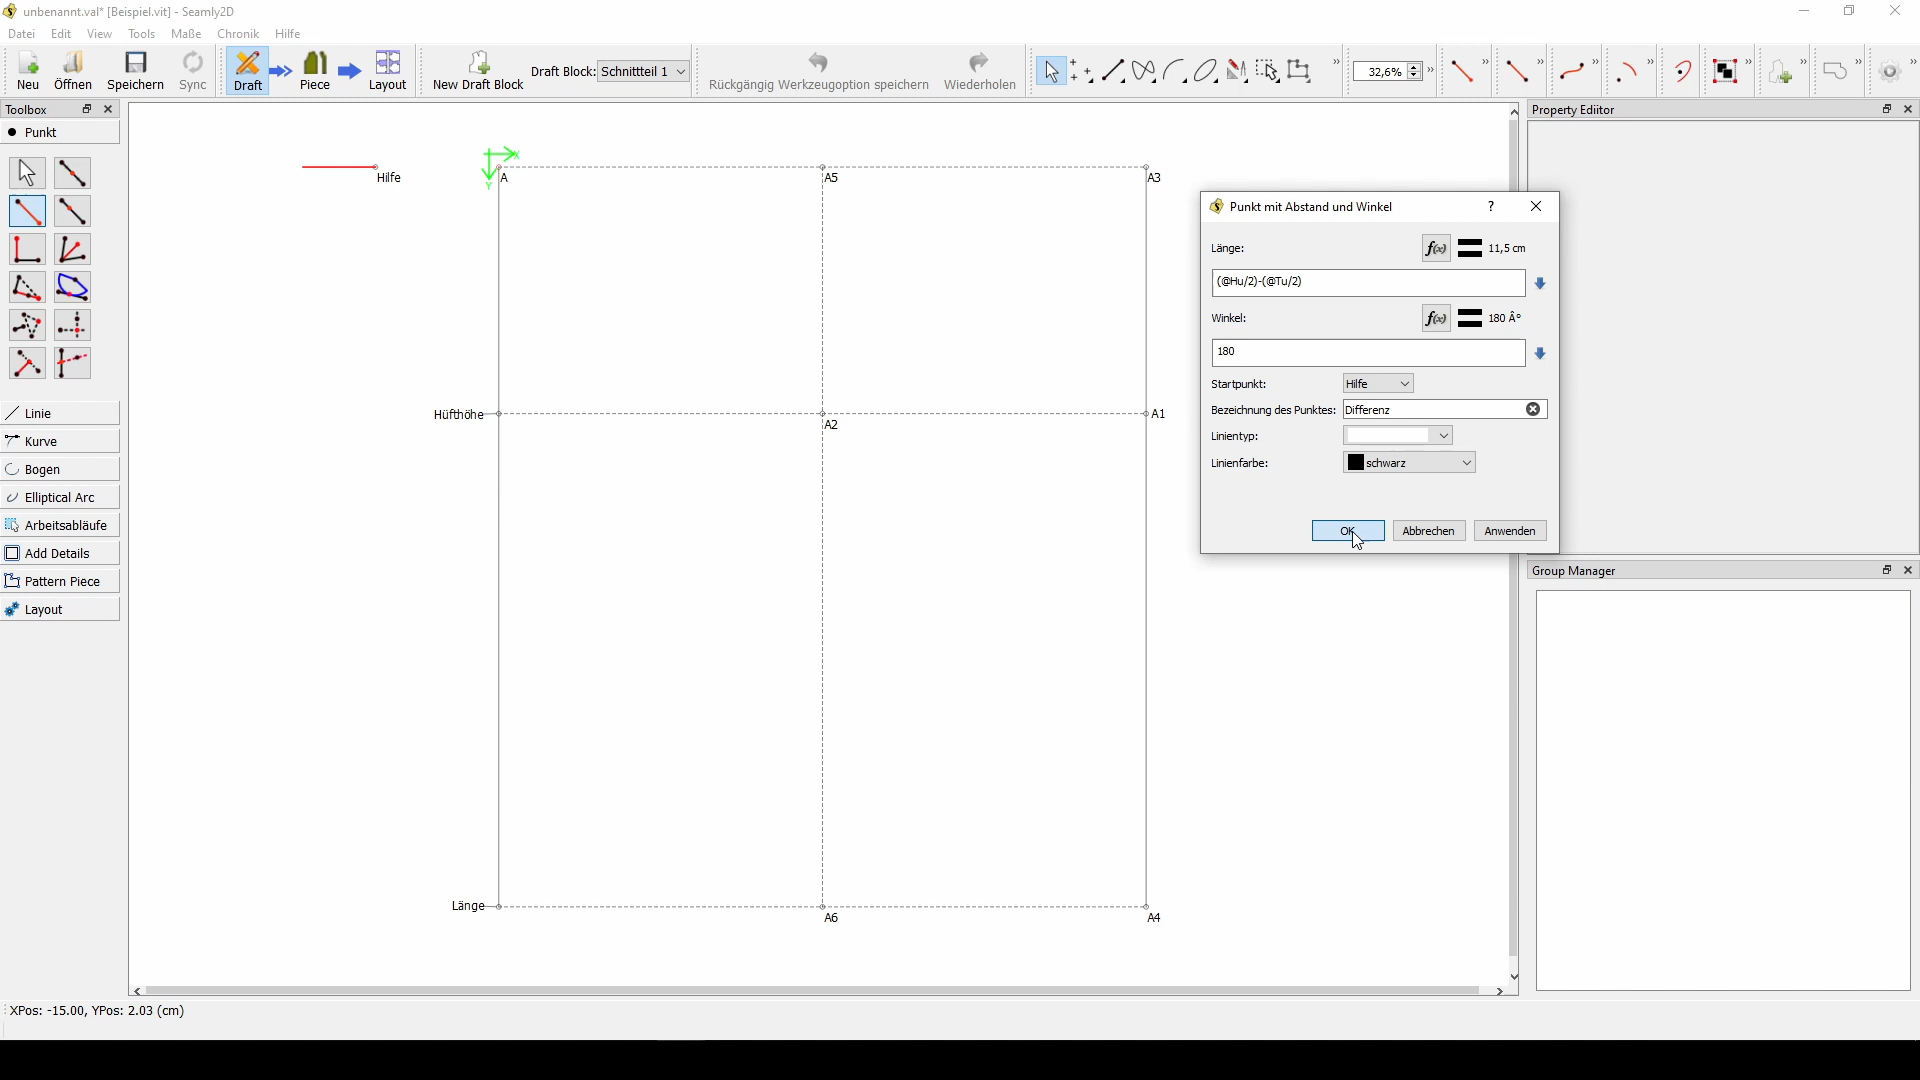 unbenannt.val* [Beispiel.vit] - Seamly2D
Datei Edit View Tools Maße Chronik Hilfe
Neu Öffnen Speichern Sync Draft Piece Layout New Draft Block Draft Block: Schnittteil 1 Rückgängig Werkzeugoption speichern Wiederholen 32,6%
Toolbox
Punkt
Linie
Kurve
Bogen
Elliptical Arc
Arbeitsabläufe
Add Details
Pattern Piece
Layout
X
Y
Hilfe
A
A5
A3
Hüfthöhe
A2
A1
Länge
A6
A4
Property Ediitor
Punkt mit Abstand und Winkel ?
Länge: f(x) 11,5 cm
(@Hu/2)-(@Tu/2)
Winkel: f(x) 180 Â°
180
Startpunkt: Hilfe
Bezeichnung des Punktes: Differenz
Linientyp:
Linienfarbe: schwarz
OK Abbrechen Anwenden
Group Manager
XPos: -15.00, YPos: 2.03 (cm)